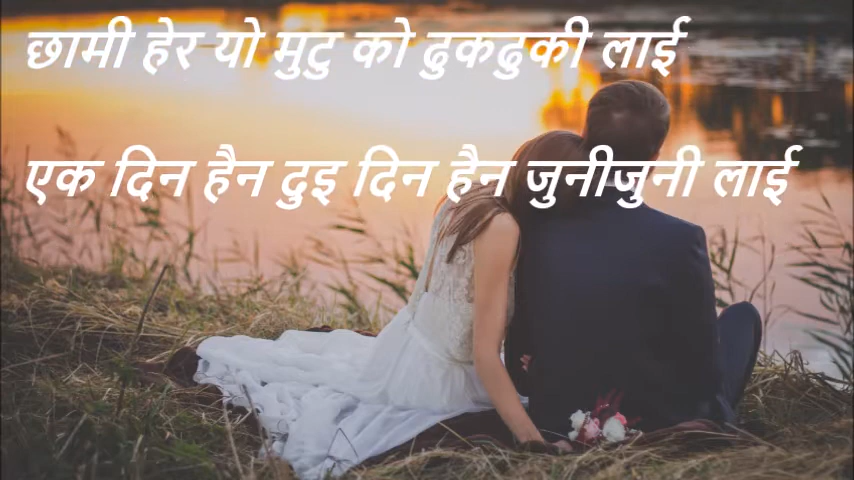 छामी हेर यो मुटु को ढुकढुकी लाई
एक दिन हैन दुइ दिन हैन जुनीजुनी लाई